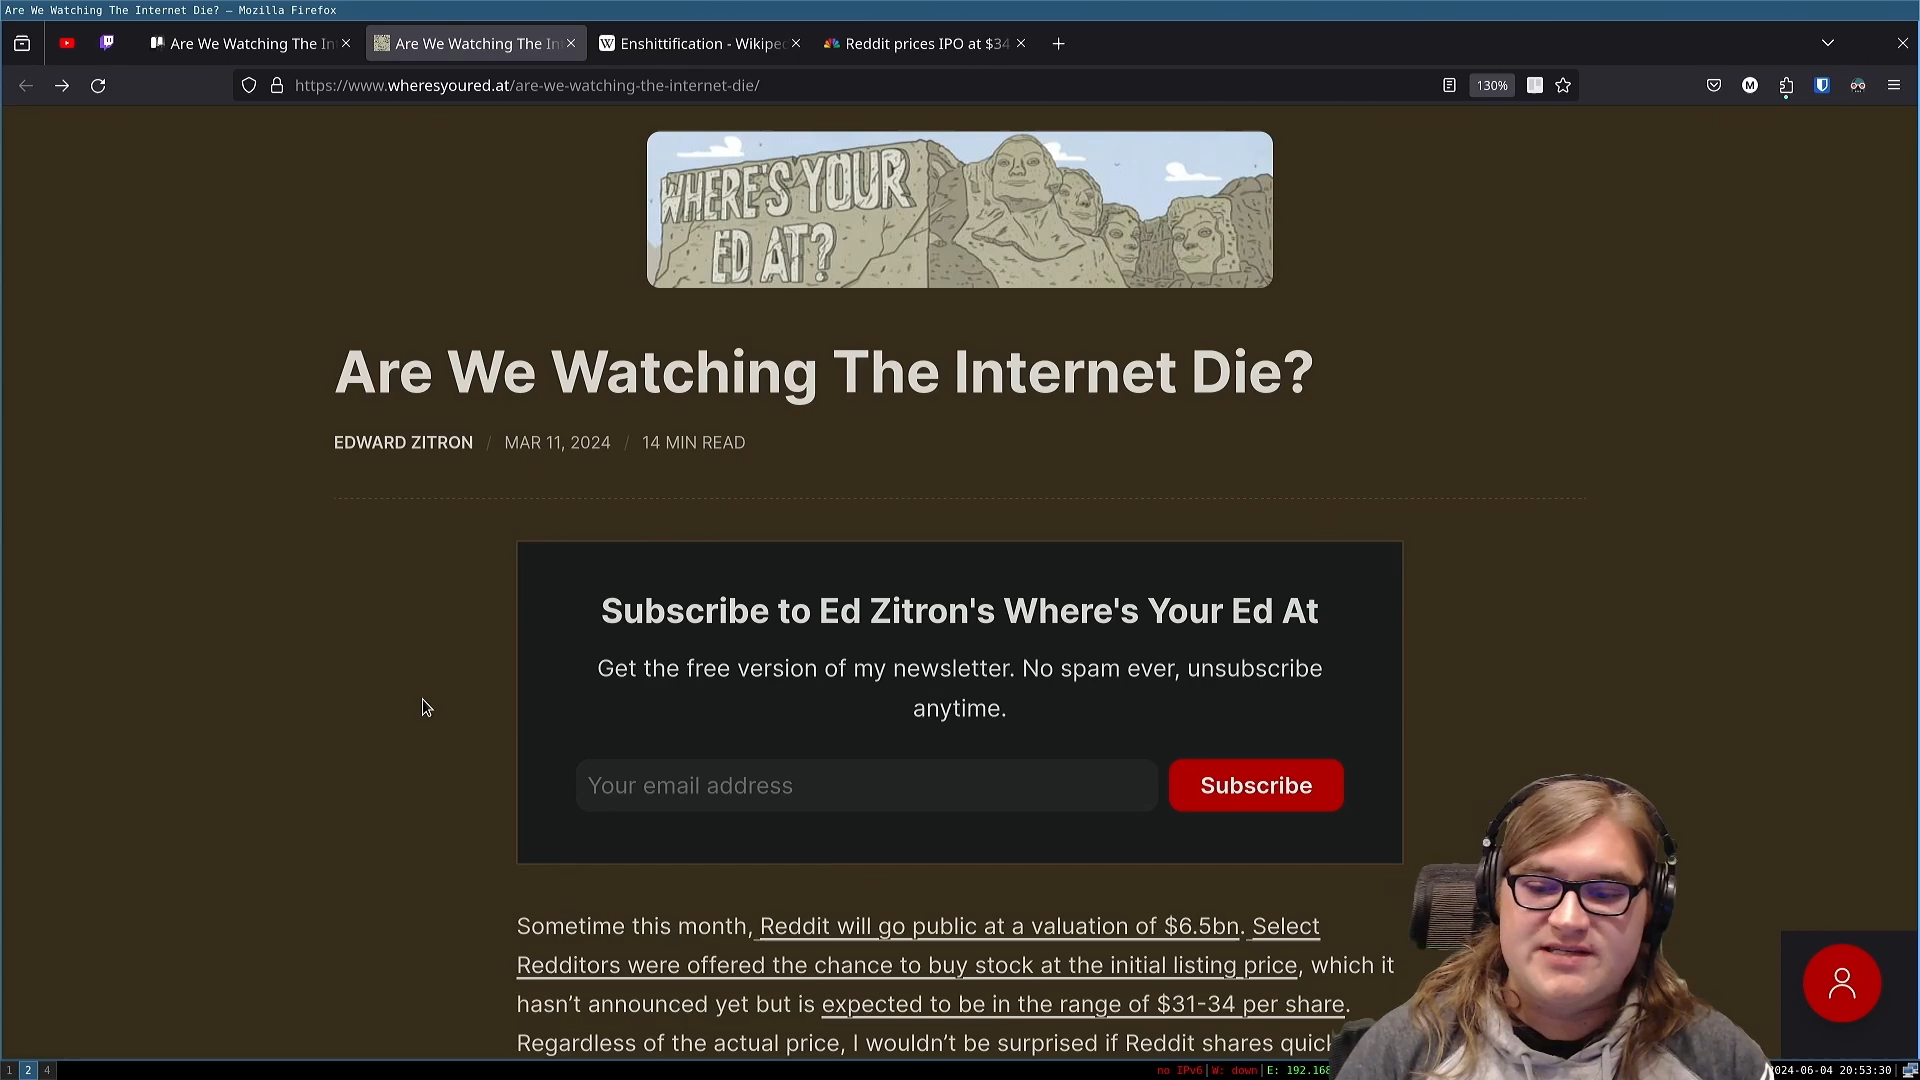 Are We Watching The Internet Die? — Mozilla Firefox
Are We Watching The In
Are We Watching The In
Enshittification - Wikiped
Reddit prices IPO at $34
https://www.wheresyoured.at/are-we-watching-the-internet-die/
130%
M
WHERE'S YOUR
ED AT?
Are We Watching The Internet Die?
EDWARD ZITRON / MAR 11, 2024 / 14 MIN READ
Subscribe to Ed Zitron's Where's Your Ed At
Get the free version of my newsletter. No spam ever, unsubscribe
anytime.
Your email address
Subscribe
Sometime this month, Reddit will go public at a valuation of $6.5bn. Select
Redditors were offered the chance to buy stock at the initial listing price, which it
hasn’t announced yet but is expected to be in the range of $31-34 per share.
Regardless of the actual price, I wouldn’t be surprised if Reddit shares quick
1 2 4
no IPv6|W: down|E: 192.168
2024-06-04 20:53:30